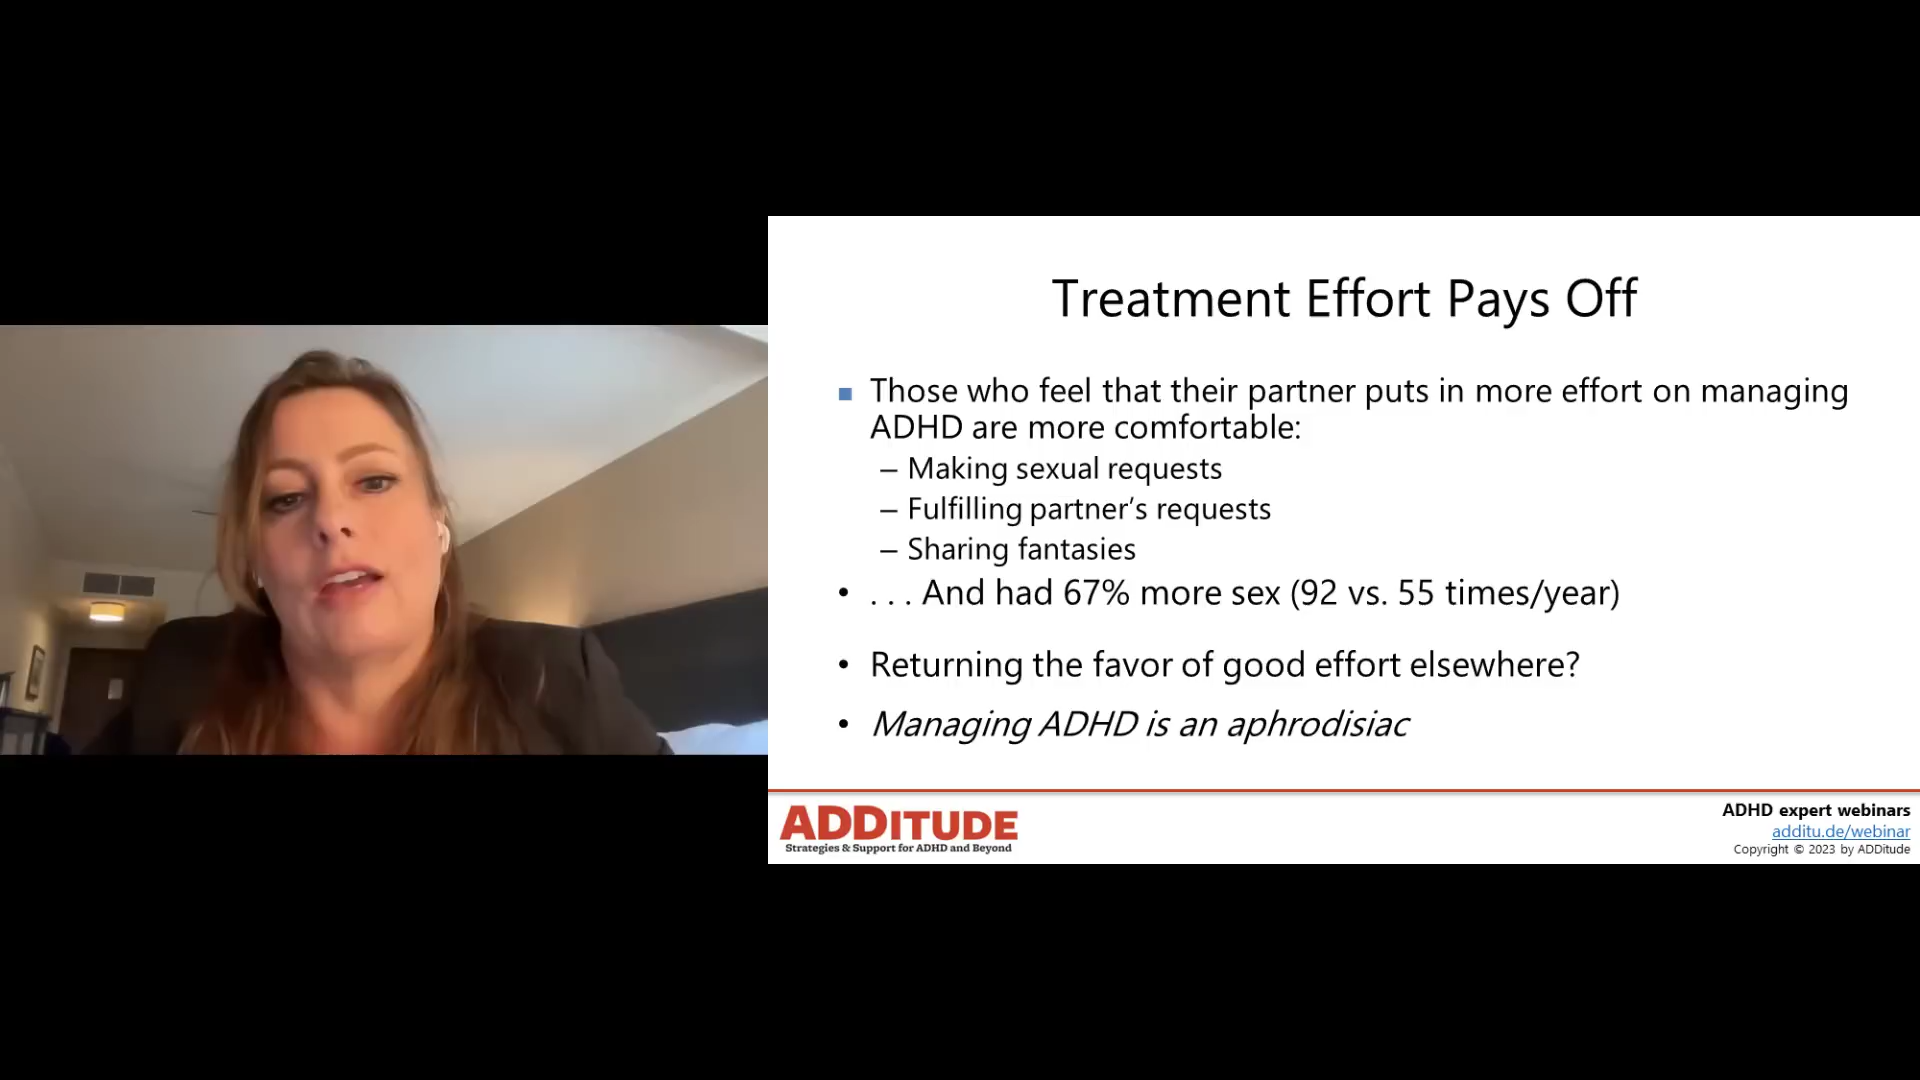 Treatment Effort Pays Off
■ Those who feel that their partner puts in more effort on managing
ADHD are more comfortable:
– Making sexual requests
– Fulfilling partner’s requests
– Sharing fantasies
• . . . And had 67% more sex (92 vs. 55 times/year)
• Returning the favor of good effort elsewhere?
• Managing ADHD is an aphrodisiac
ADDITUDE
Strategies & Support for ADHD and Beyond
ADHD expert webinars
additu.de/webinar
Copyright © 2023 by ADDitude